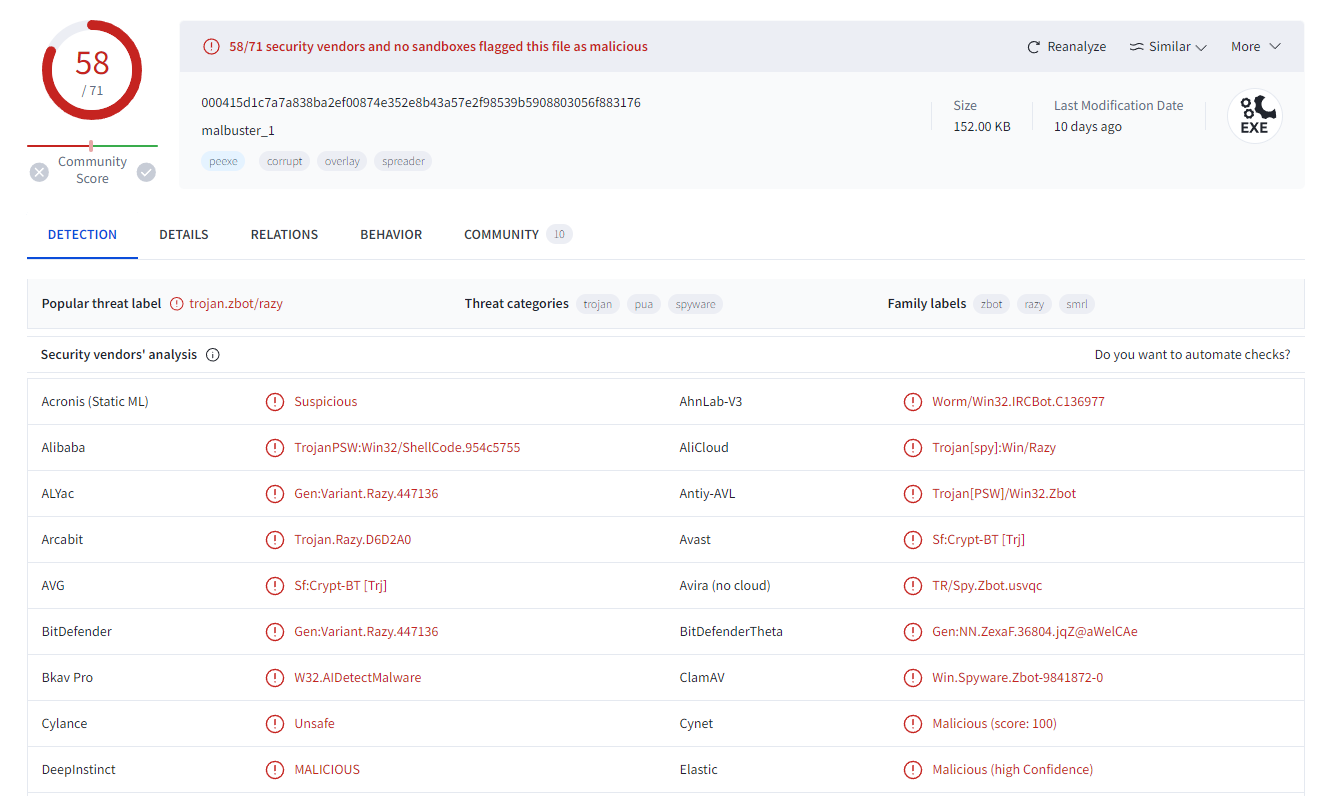 58
/ 71
Community
Score
58/71 security vendors and no sandboxes flagged this file as malicious
Reanalyze
Similar
More
000415d1c7a7a838ba2ef00874e352e8b43a57e2f98539b5908803056f883176
malbuster_1
peexe corrupt overlay spreader
Size
152.00 KB
Last Modification Date
10 days ago
EXE
DETECTION DETAILS RELATIONS BEHAVIOR COMMUNITY 10
Popular threat label trojan.zbot/razy Threat categories trojan pua spyware Family labels zbot razy smrl
Security vendors' analysis Do you want to automate checks?
Acronis (Static ML) Suspicious AhnLab-V3 Worm/Win32.IRCBot.C136977
Alibaba TrojanPSW:Win32/ShellCode.954c5755 AliCloud Trojan[spy]:Win/Razy
ALYac Gen:Variant.Razy.447136 Antiy-AVL Trojan[PSW]/Win32.Zbot
Arcabit Trojan.Razy.D6D2A0 Avast Sf:Crypt-BT [Trj]
AVG Sf:Crypt-BT [Trj] Avira (no cloud) TR/Spy.Zbot.usvqc
BitDefender Gen:Variant.Razy.447136 BitDefenderTheta Gen:NN.ZexaF.36804.jqZ@aWelCAe
Bkav Pro W32.AIDetectMalware ClamAV Win.Spyware.Zbot-9841872-0
Cylance Unsafe Cynet Malicious (score: 100)
DeepInstinct MALICIOUS Elastic Malicious (high Confidence)